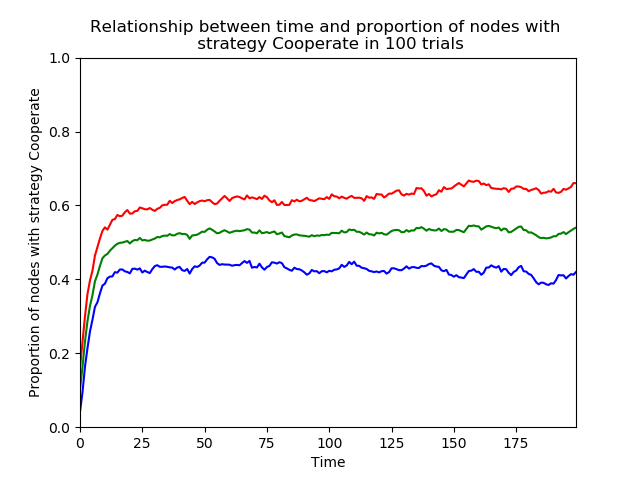 Relationship between time and proportion of nodes with
strategy Cooperate in 100 trials
1.0
0.8
0.6
0.4
0.2
0.0
Proportion of nodes with strategy Cooperate
0 25 50 75 100 125 150 175
Time